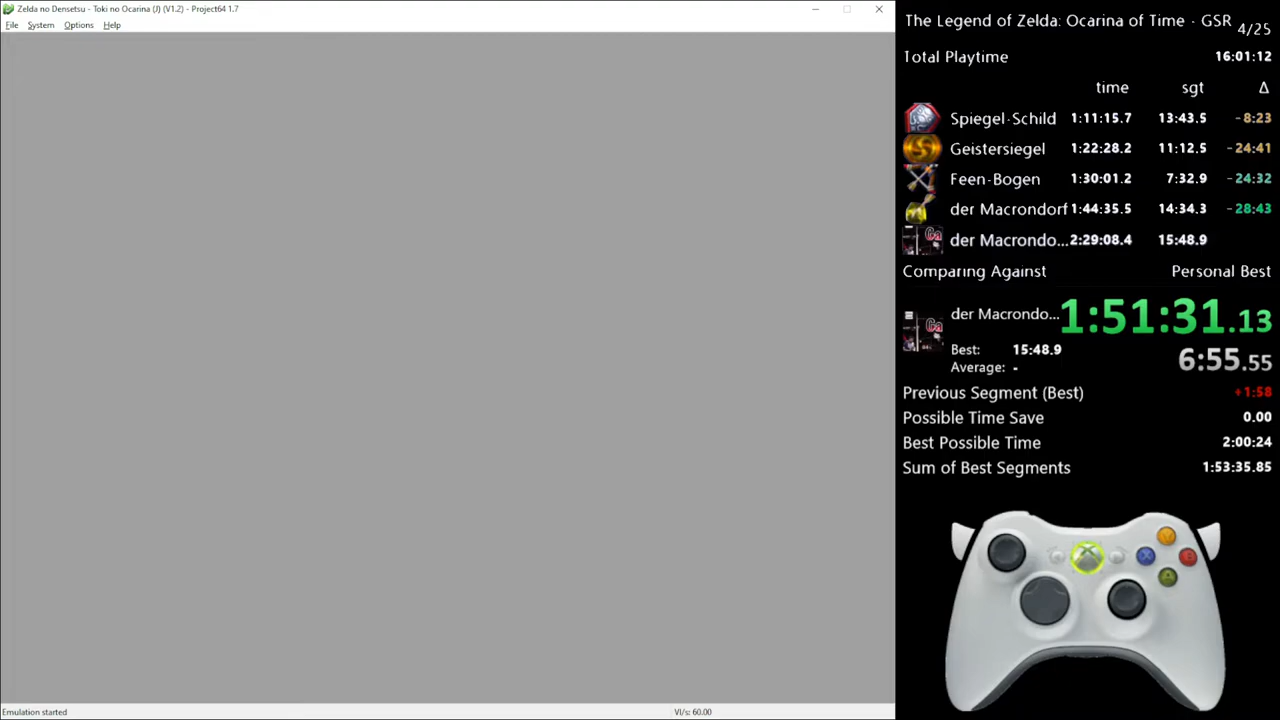 Zelda no Densetsu - Toki no Ocarina (J) (V1.2) - Project64 1.7
File System Options Help
The Legend of Zelda: Ocarina of Time - GSR 4/25
Total Playtime 16:01:12
time sgt Δ
Spiegel-Schild 1:11:15.7 13:43.5 -8:23
Geistersiegel 1:22:28.2 11:12.5 -24:41
Feen-Bogen 1:30:01.2 7:32.9 -24:32
der Macrondorf 1:44:35.5 14:34.3 -28:43
der Macrondo... 2:29:08.4 15:48.9
Comparing Against Personal Best
der Macrondo... 1:51:31.13
Best: 15:48.9 6:55.55
Average: -
Previous Segment (Best) +1:58
Possible Time Save 0.00
Best Possible Time 2:00:24
Sum of Best Segments 1:53:35.85
Y
X B
A
Emulation started VI/s: 60.00